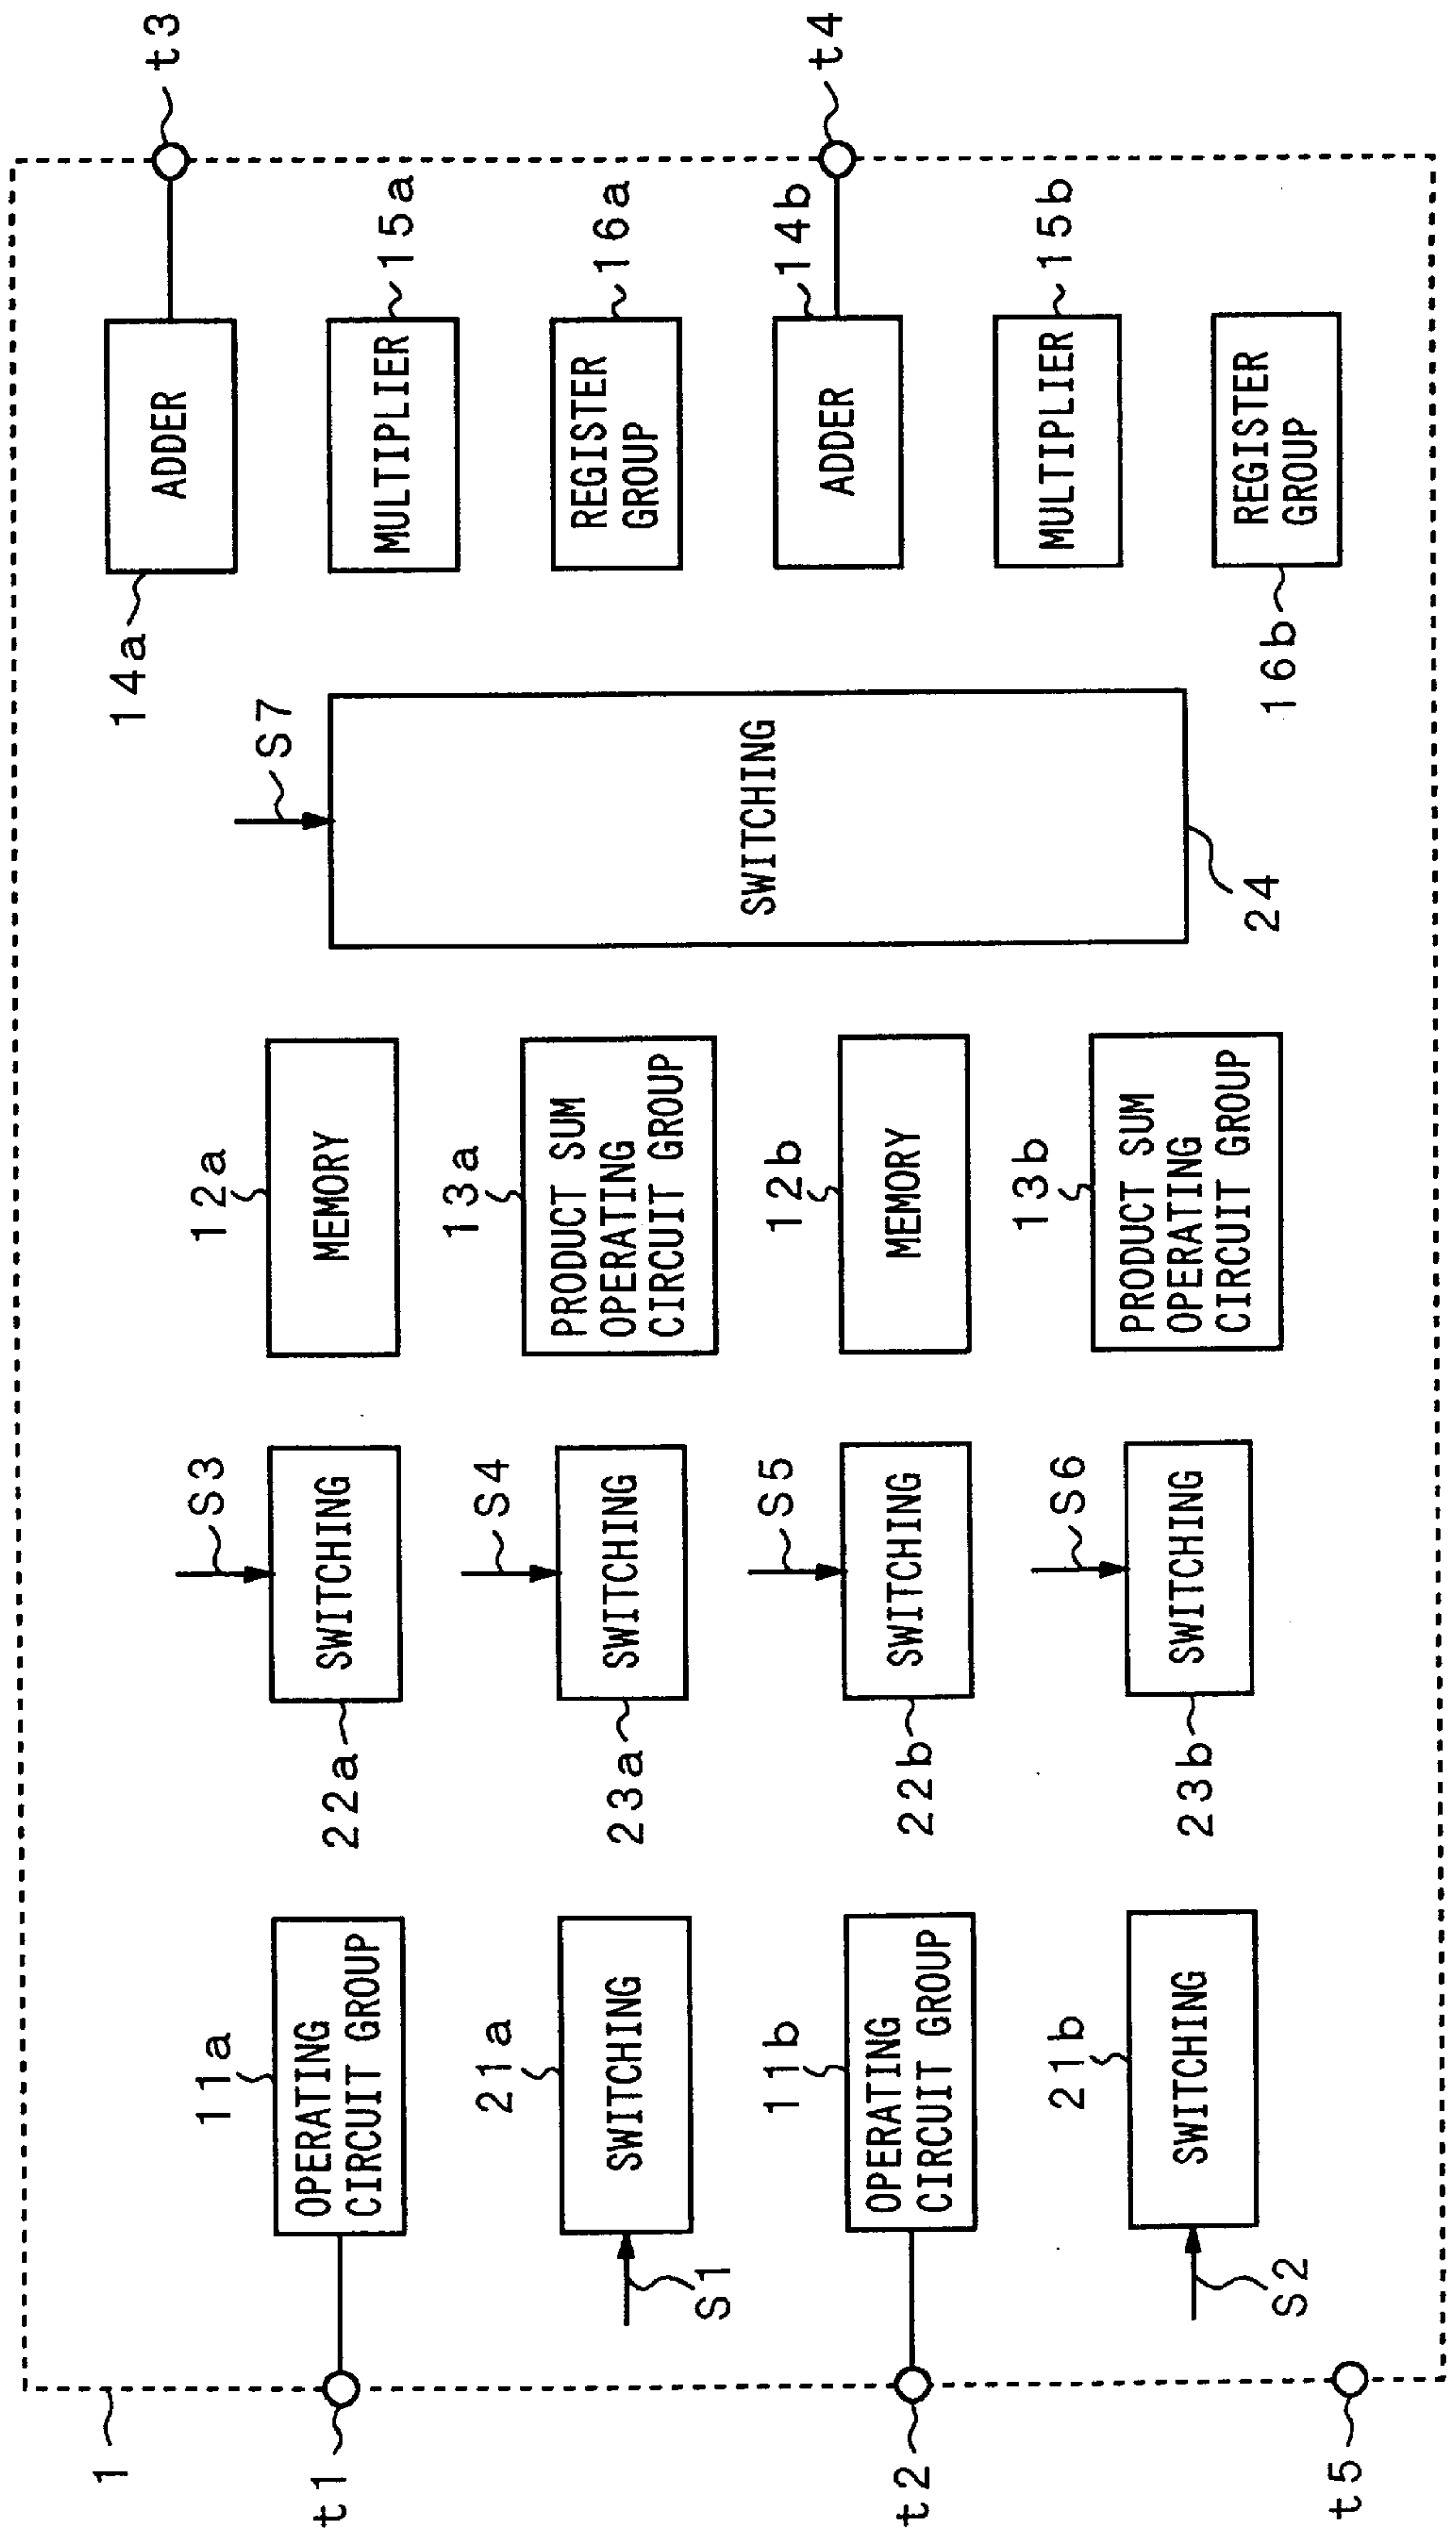 1
t1
t2
t5
11a
OPERATING
CIRCUIT GROUP
21a
SWITCHING
S1
11b
OPERATING
CIRCUIT GROUP
21b
SWITCHING
S2
S3
SWITCHING
22a
S4
SWITCHING
23a
S5
SWITCHING
22b
S6
SWITCHING
23b
12a
MEMORY
13a
PRODUCT SUM
OPERATING
CIRCUIT GROUP
12b
MEMORY
13b
PRODUCT SUM
OPERATING
CIRCUIT GROUP
S7
SWITCHING
24
14a
ADDER
MULTIPLIER
15a
REGISTER
GROUP
16a
14b
ADDER
MULTIPLIER
15b
REGISTER
GROUP
16b
t3
t4